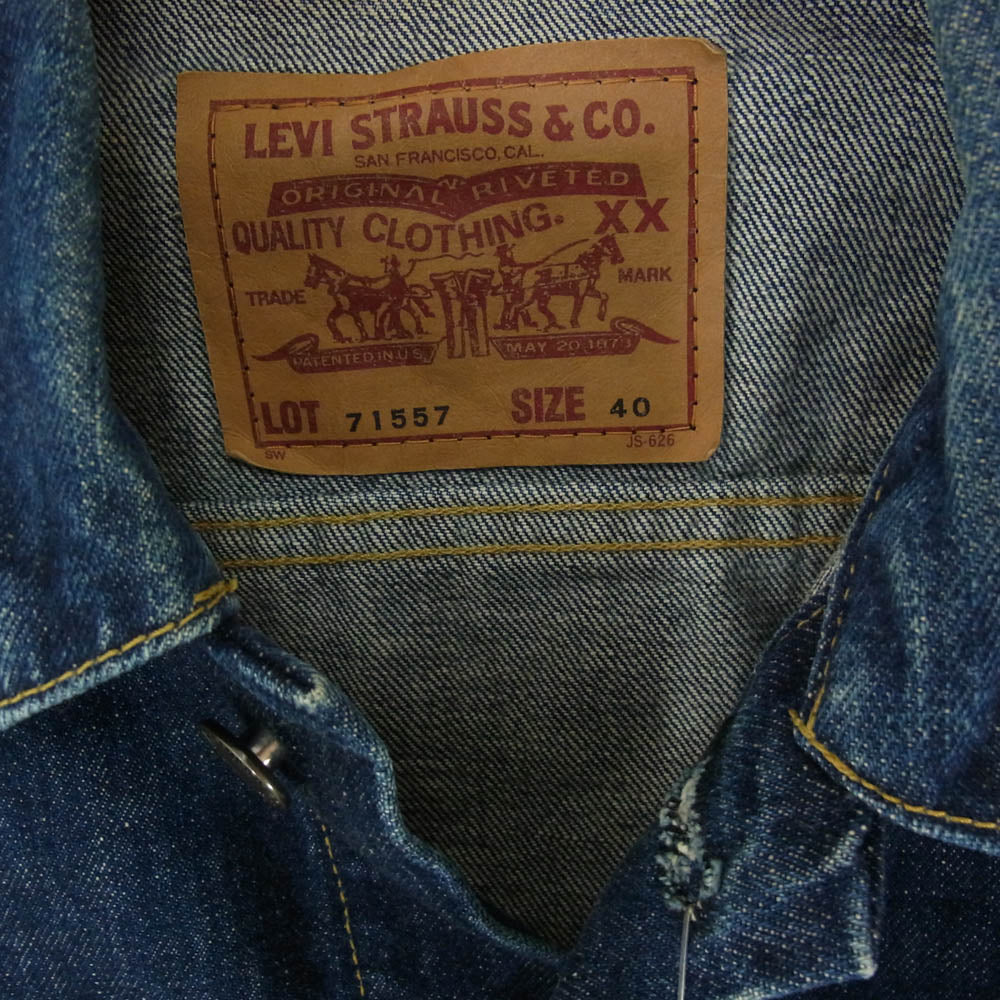 LEVI STRAUSS & CO.
SAN FRANCISCO, CAL.
ORIGINAL RIVETED
QUALITY CLOTHING. XX
TRADE MARK
PATENTED IN U.S. MAY 20 1873
LOT 71557 SIZE 40
SW JS-626